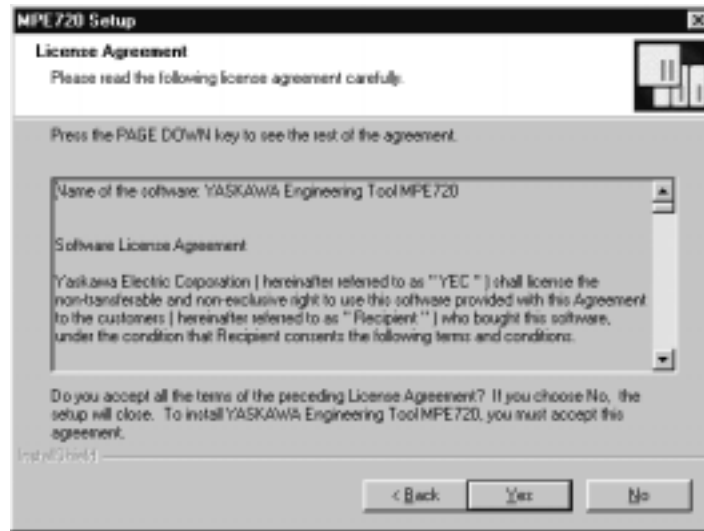 MPE720 Setup
License Agreement
Please read the following license agreement carefully.
Press the PAGE DOWN key to see the rest of the agreement.
Name of the software: YASKAWA Engineering Tool MPE720
Software License Agreement
Yaskawa Electric Corporation ( hereinafter referred to as "YEC " ) shall license the
non-transferable and non-exclusive right to use this software provided with this Agreement
to the customers ( hereinafter referred to as " Recipient " ) who bought this software,
under the condition that Recipient consents the following terms and conditions.
Do you accept all the terms of the preceding License Agreement? If you choose No, the
setup will close. To install YASKAWA Engineering Tool MPE720, you must accept this
agreement.
InstallShield
< Back
Yes
No